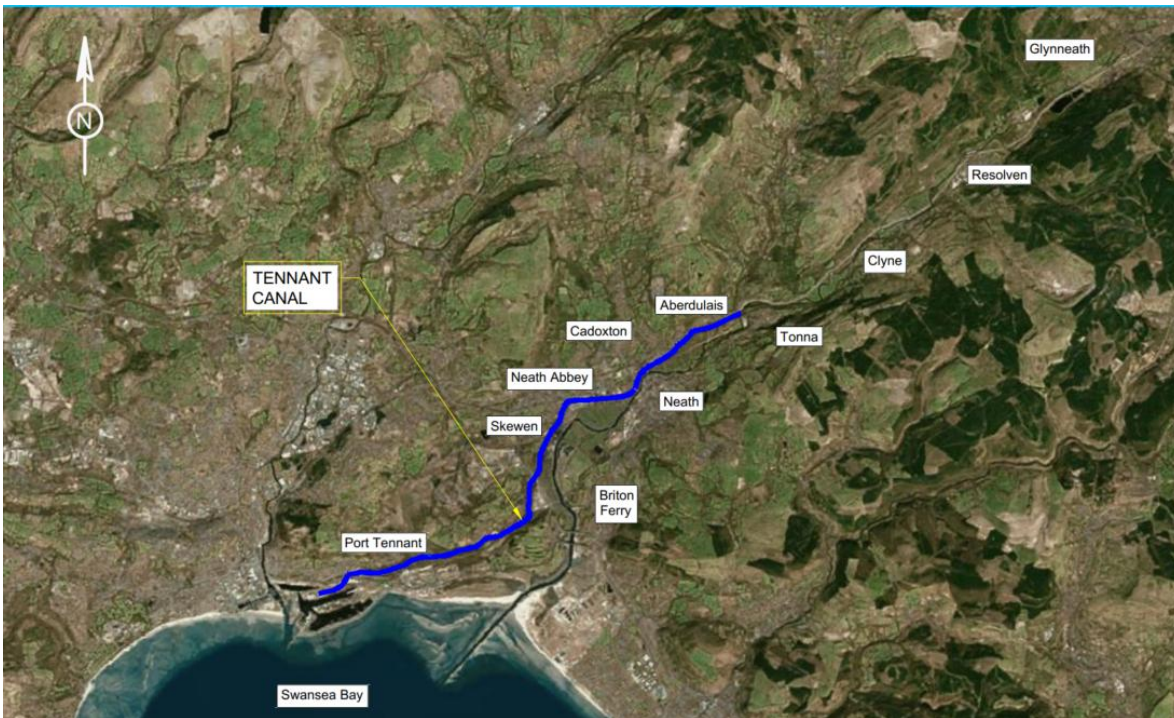 Glynneath
N
Resolven
Clyne
TENNANT
CANAL
Aberdulais
Cadoxton
Tonna
Neath Abbey
Neath
Skewen
Briton
Ferry
Port Tennant
Swansea Bay